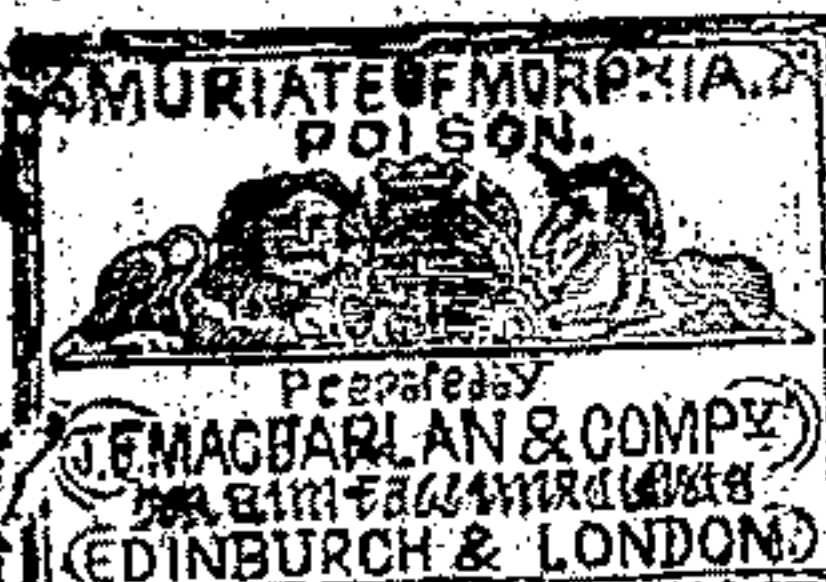 MURIATE OF MORPHIA.
POISON.
Prepared by
J.F. MACFARLAN & COMPY
EDINBURGH & LONDON